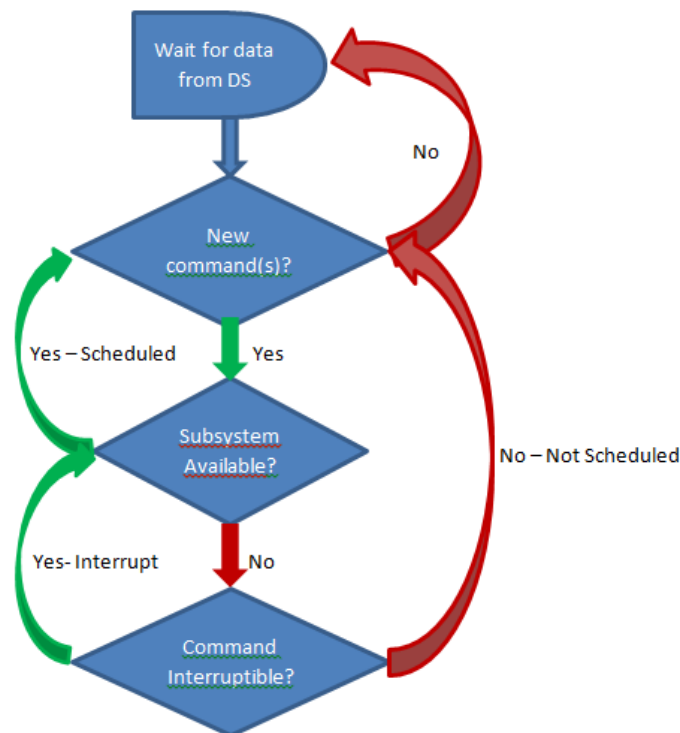 Wait for data
from DS
No
New
command(s)?
Yes – Scheduled
Yes
Subsystem
Available?
No – Not Scheduled
Yes- Interrupt
No
Command
Interruptible?